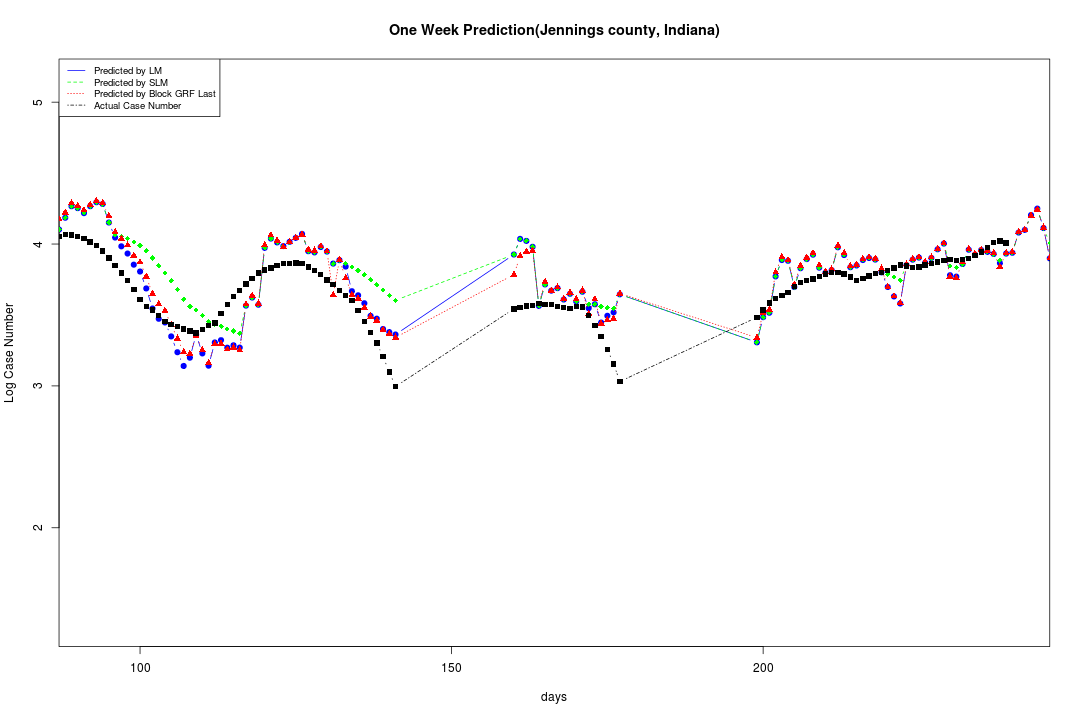 One Week Prediction(Jennings county, Indiana)
Predicted by LM
Predicted by SLM
Predicted by Block GRF Last
Actual Case Number
5
4
3
2
Log Case Number
100 150 200
days